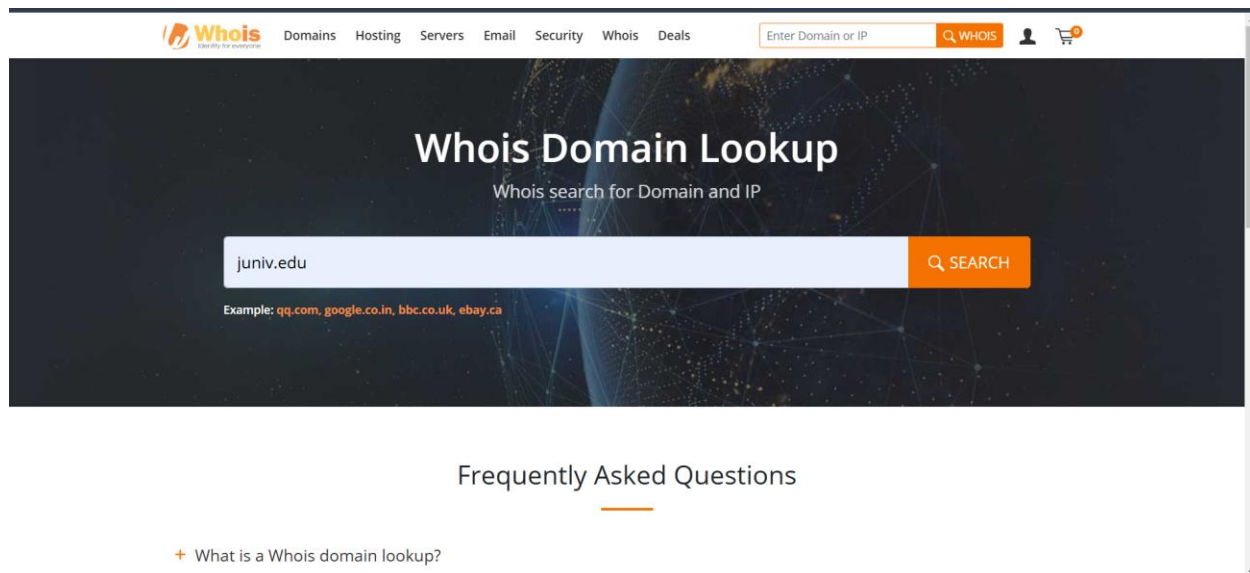 Whois
Identity for everyone
Domains Hosting Servers Email Security Whois Deals
Enter Domain or IP
WHOIS
0
Whois Domain Lookup
Whois search for Domain and IP
juniv.edu
SEARCH
Example: qq.com, google.co.in, bbc.co.uk, ebay.ca
Frequently Asked Questions
+ What is a Whois domain lookup?